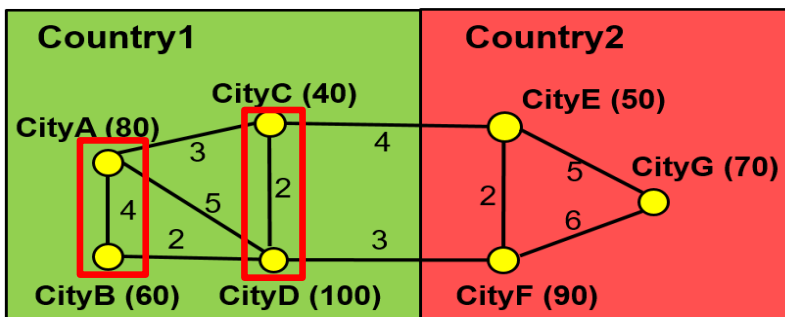 Country1
Country2
CityC (40)
CityE (50)
CityA (80)
3
4
5
CityG (70)
4
5
2
2
2
6
3
CityB (60)
CityD (100)
CityF (90)